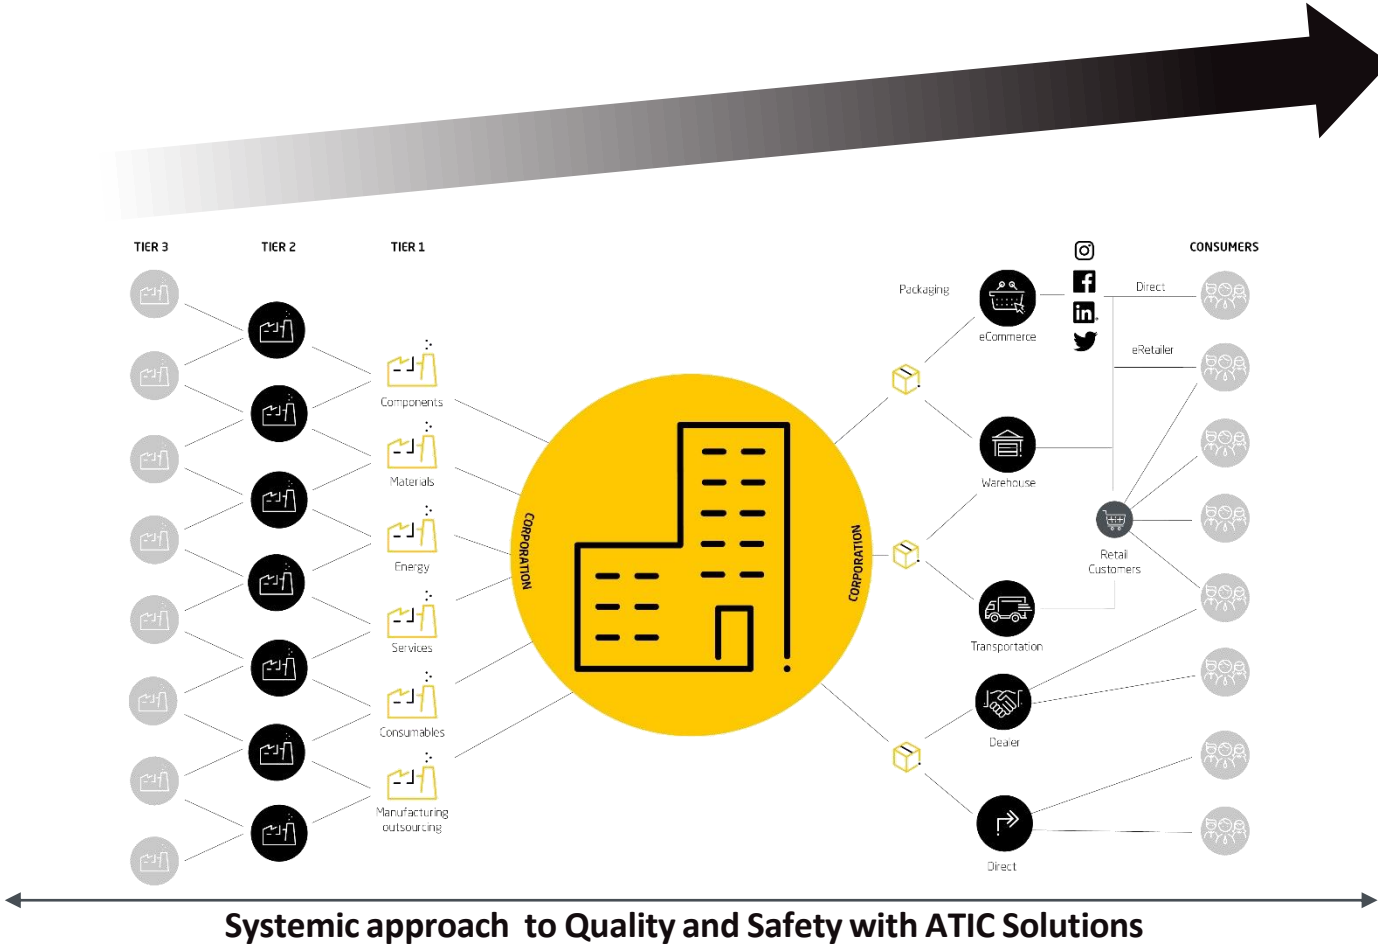 TIER 3
TIER 2
TIER 1
CONSUMERS
Packaging
Direct
eCommerce
eRetailer
Components
Materials
Warehouse
CORPORATION
CORPORATION
Energy
Retail
Customers
Services
Transportation
Consumables
Dealer
Manufacturing
outsourcing
Direct
in
Systemic approach to Quality and Safety with ATIC Solutions